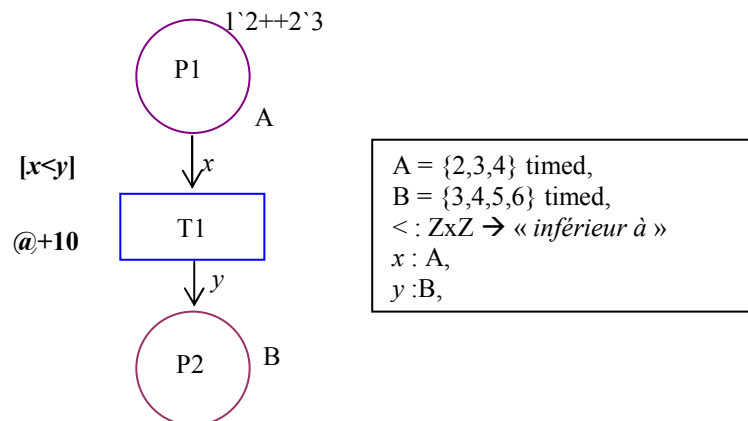 1`2++2`3
P1
A
[x<y]
x
@+10
T1
y
P2
B
A = {2,3,4} timed,
B = {3,4,5,6} timed,
< : ZxZ → « inférieur à »
x : A,
y :B,